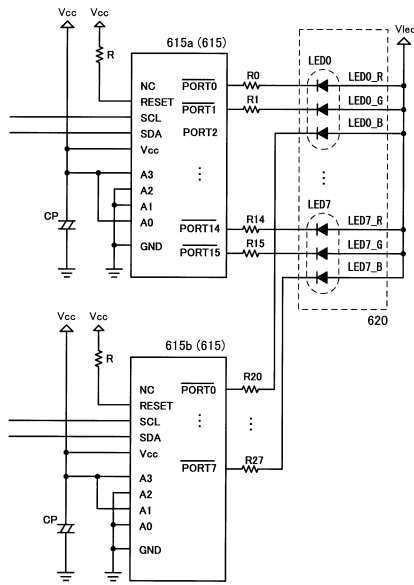 Vcc Vcc
615a (615)
Vled
R
LED0
NC PORT0 R0 LED0_R
RESET PORT1 R1 LED0_G
SCL
SDA PORT2 LED0_B
Vcc
A3 ⋮ ⋮
A2
A1 LED7
CP A0 PORT14 R14 LED7_R
GND PORT15 R15 LED7_G
LED7_B
620
Vcc Vcc
615b (615)
R
NC PORT0 R20
RESET
SCL ⋮ ⋮
SDA
Vcc
A3 PORT7 R27
A2
A1
CP A0
GND